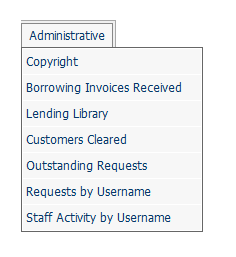 Administrative
Copyright
Borrowing Invoices Received
Lending Library
Customers Cleared
Outstanding Requests
Requests by Username
Staff Activity by Username